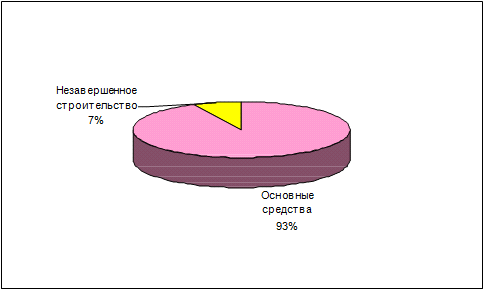 Незавершенное
строительство
7%
Основные
средства
93%